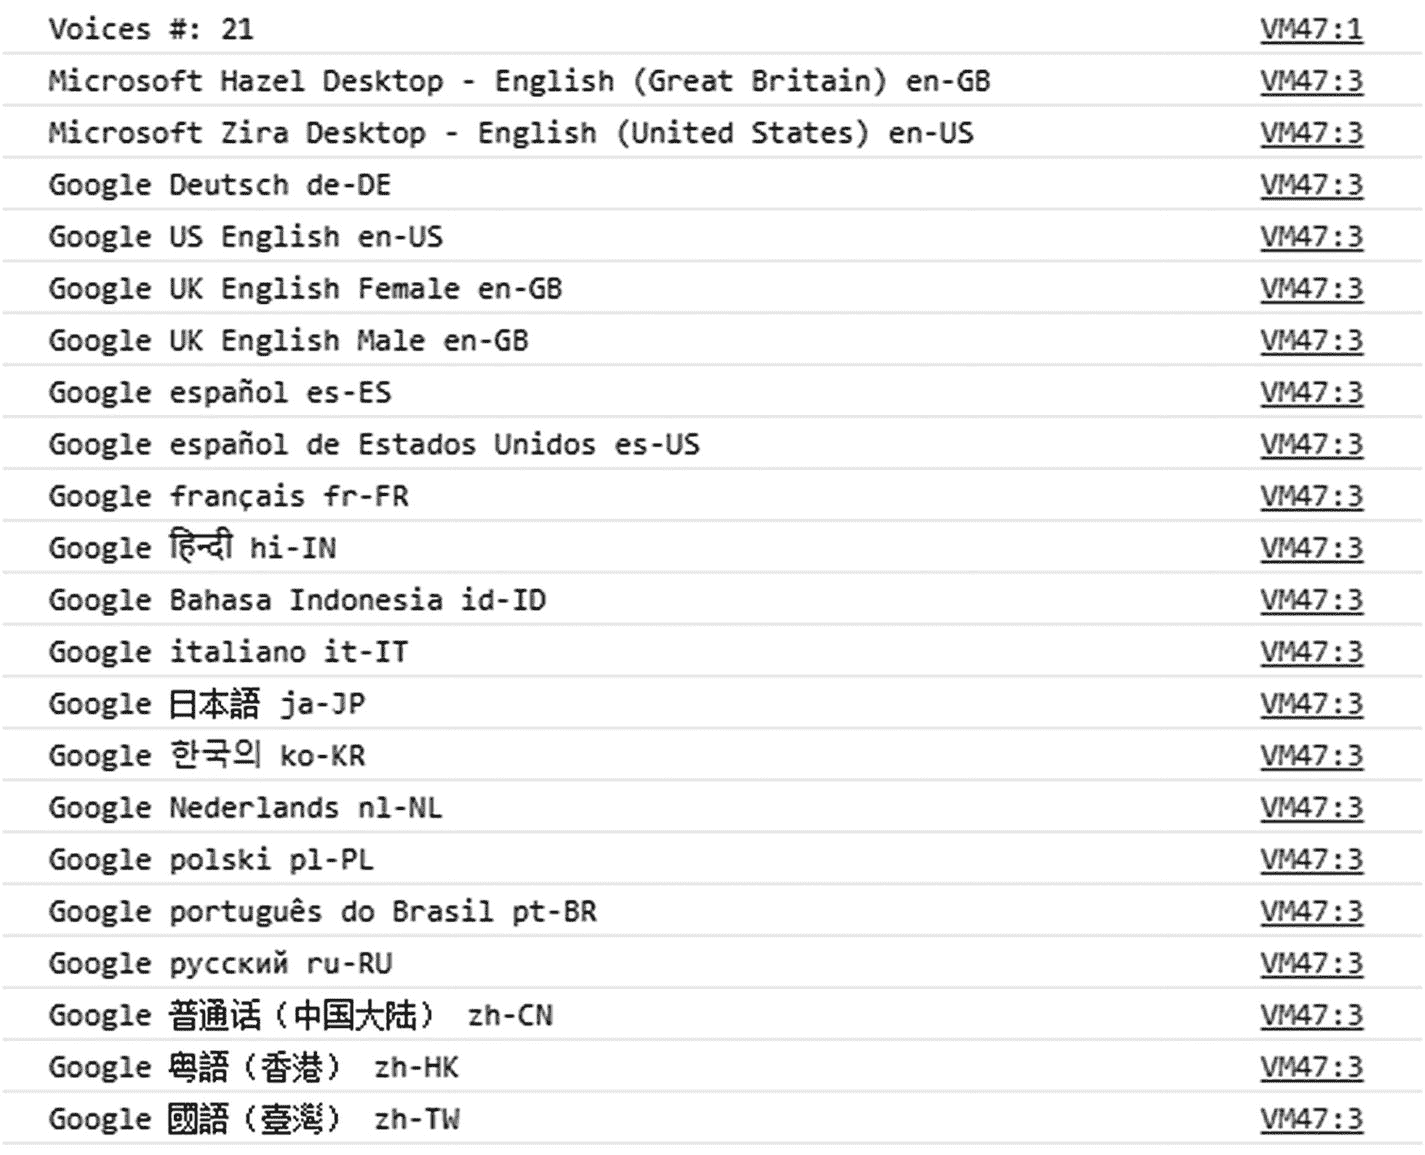 Voices #: 21 VM47:1
Microsoft Hazel Desktop - English (Great Britain) en-GB VM47:3
Microsoft Zira Desktop - English (United States) en-US VM47:3
Google Deutsch de-DE VM47:3
Google US English en-US VM47:3
Google UK English Female en-GB VM47:3
Google UK English Male en-GB VM47:3
Google español es-ES VM47:3
Google español de Estados Unidos es-US VM47:3
Google français fr-FR VM47:3
Google हिन्दी hi-IN VM47:3
Google Bahasa Indonesia id-ID VM47:3
Google italiano it-IT VM47:3
Google 日本語 ja-JP VM47:3
Google 한국의 ko-KR VM47:3
Google Nederlands nl-NL VM47:3
Google polski pl-PL VM47:3
Google português do Brasil pt-BR VM47:3
Google русский ru-RU VM47:3
Google 普通话（中国大陆） zh-CN VM47:3
Google 粤語（香港） zh-HK VM47:3
Google 國語（臺灣） zh-TW VM47:3